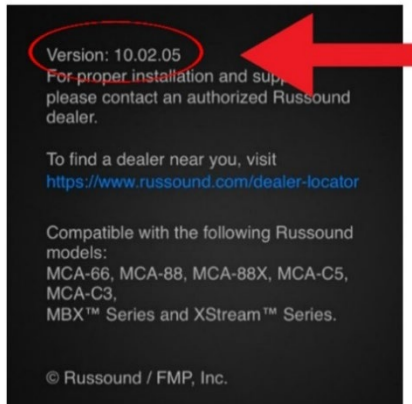 Version: 10.02.05
For proper installation and
please contact an authorized Russound
dealer.
To find a dealer near you, visit
https://www.russound.com/dealer-locator
Compatible with the following Russound
models:
MCA-66, MCA-88, MCA-88X, MCA-C5,
MCA-C3,
MBX™ Series and XStream™ Series.
© Russound / FMP, Inc.